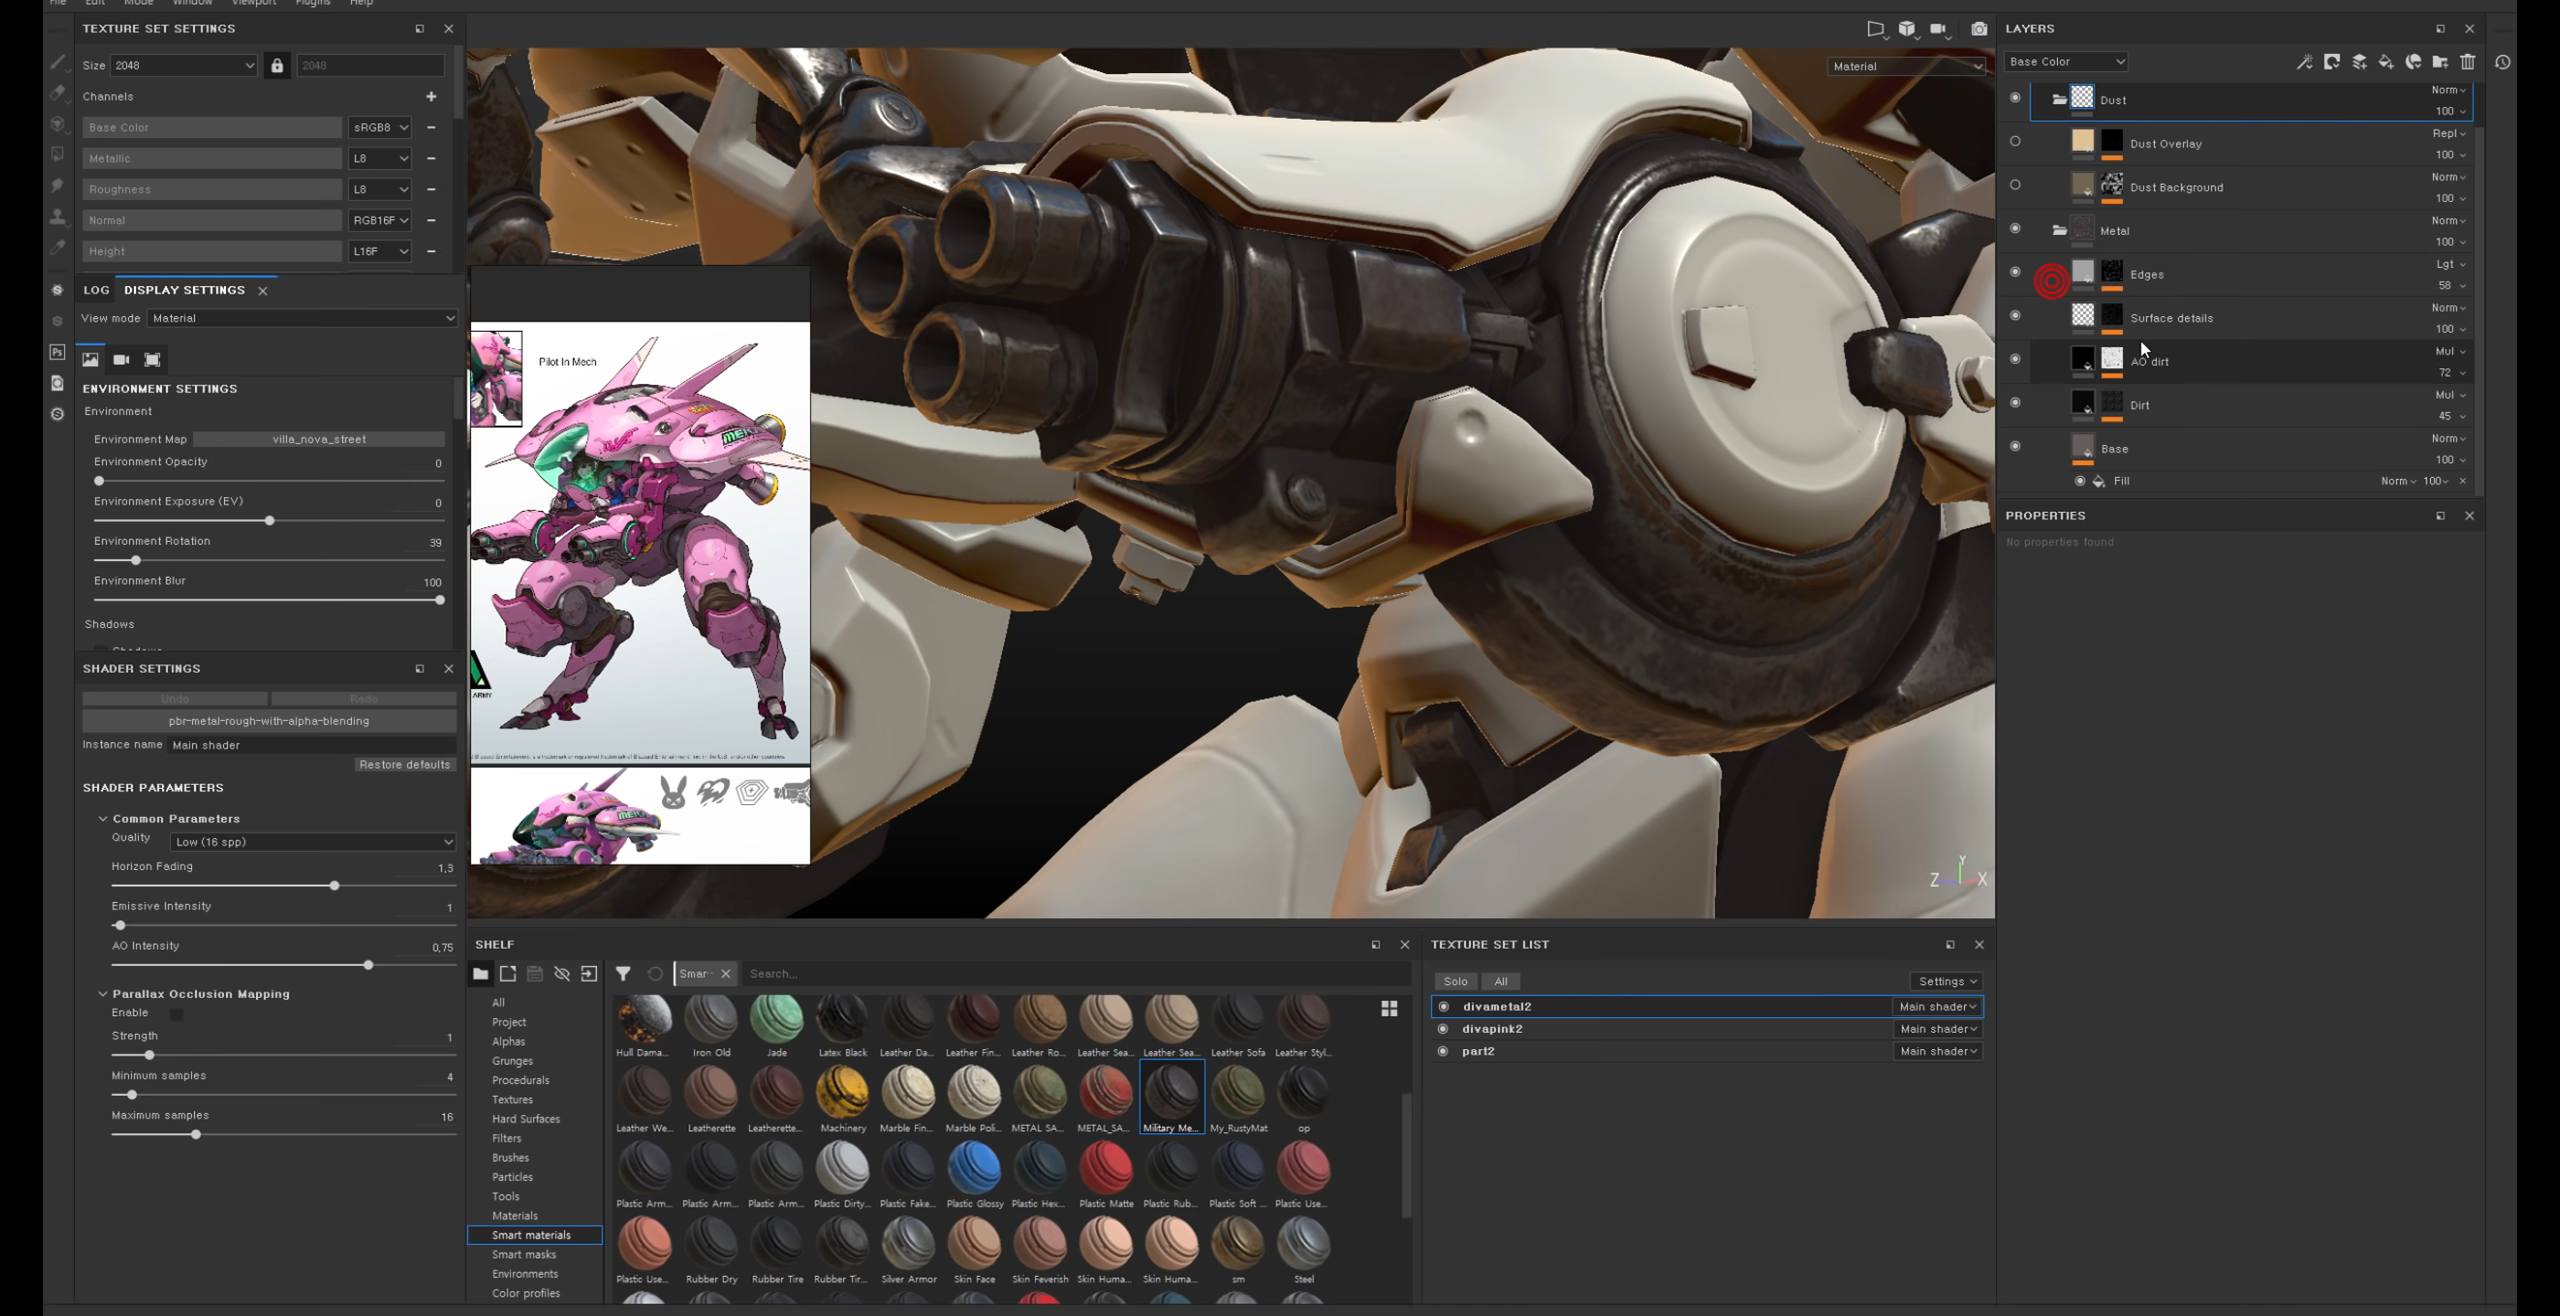 File Edit Mode Window Viewport Plugins Help
TEXTURE SET SETTINGS
Size 2048 2048
Channels
Base Color sRGB8
Metallic L8
Roughness L8
Normal RGB16F
Height L16F
LOG DISPLAY SETTINGS
View mode Material
Ps
ENVIRONMENT SETTINGS
Environment
Environment Map villa_nova_street
Environment Opacity 0
Environment Exposure (EV) 0
Environment Rotation 39
Environment Blur 100
Shadows
Shadows
SHADER SETTINGS
Undo Redo
pbr-metal-rough-with-alpha-blending
Instance name Main shader
Restore defaults
SHADER PARAMETERS
Common Parameters
Quality Low (16 spp)
Horizon Fading 1,3
Emissive Intensity 1
AO Intensity 0,75
Parallax Occlusion Mapping
Enable
Strength 1
Minimum samples 4
Maximum samples 16
Material
Pilot In Mech
MEKA
ARMY
MEKA
Y
Z X
SHELF
Smar··· Search...
All
Project
Alphas
Grunges
Procedurals
Textures
Hard Surfaces
Filters
Brushes
Particles
Tools
Materials
Smart materials
Smart masks
Environments
Color profiles
Hull Dama... Iron Old Jade Latex Black Leather Da... Leather Fin... Leather Ro... Leather Sea... Leather Sea... Leather Sofa Leather Styl...
Leather We... Leatherette Leatherette... Machinery Marble Fin... Marble Poli... METAL SA... METAL_SA... Military Me... My_RustyMat op
Plastic Arm... Plastic Arm... Plastic Arm... Plastic Dirty... Plastic Fake... Plastic Glossy Plastic Hex... Plastic Matte Plastic Rub... Plastic Soft ... Plastic Use...
Plastic Use... Rubber Dry Rubber Tire Rubber Tir... Silver Armor Skin Face Skin Feverish Skin Huma... Skin Huma... sm Steel
TEXTURE SET LIST
Solo All Settings
divametal2 Main shader
divapink2 Main shader
part2 Main shader
LAYERS
Base Color
Dust Norm 100
Dust Overlay Repl 100
Dust Background Norm 100
Metal Norm 100
Edges Lgt 58
Surface details Norm 100
AO dirt Mul 72
Dirt Mul 45
Base Norm 100
Fill Norm 100
PROPERTIES
No properties found